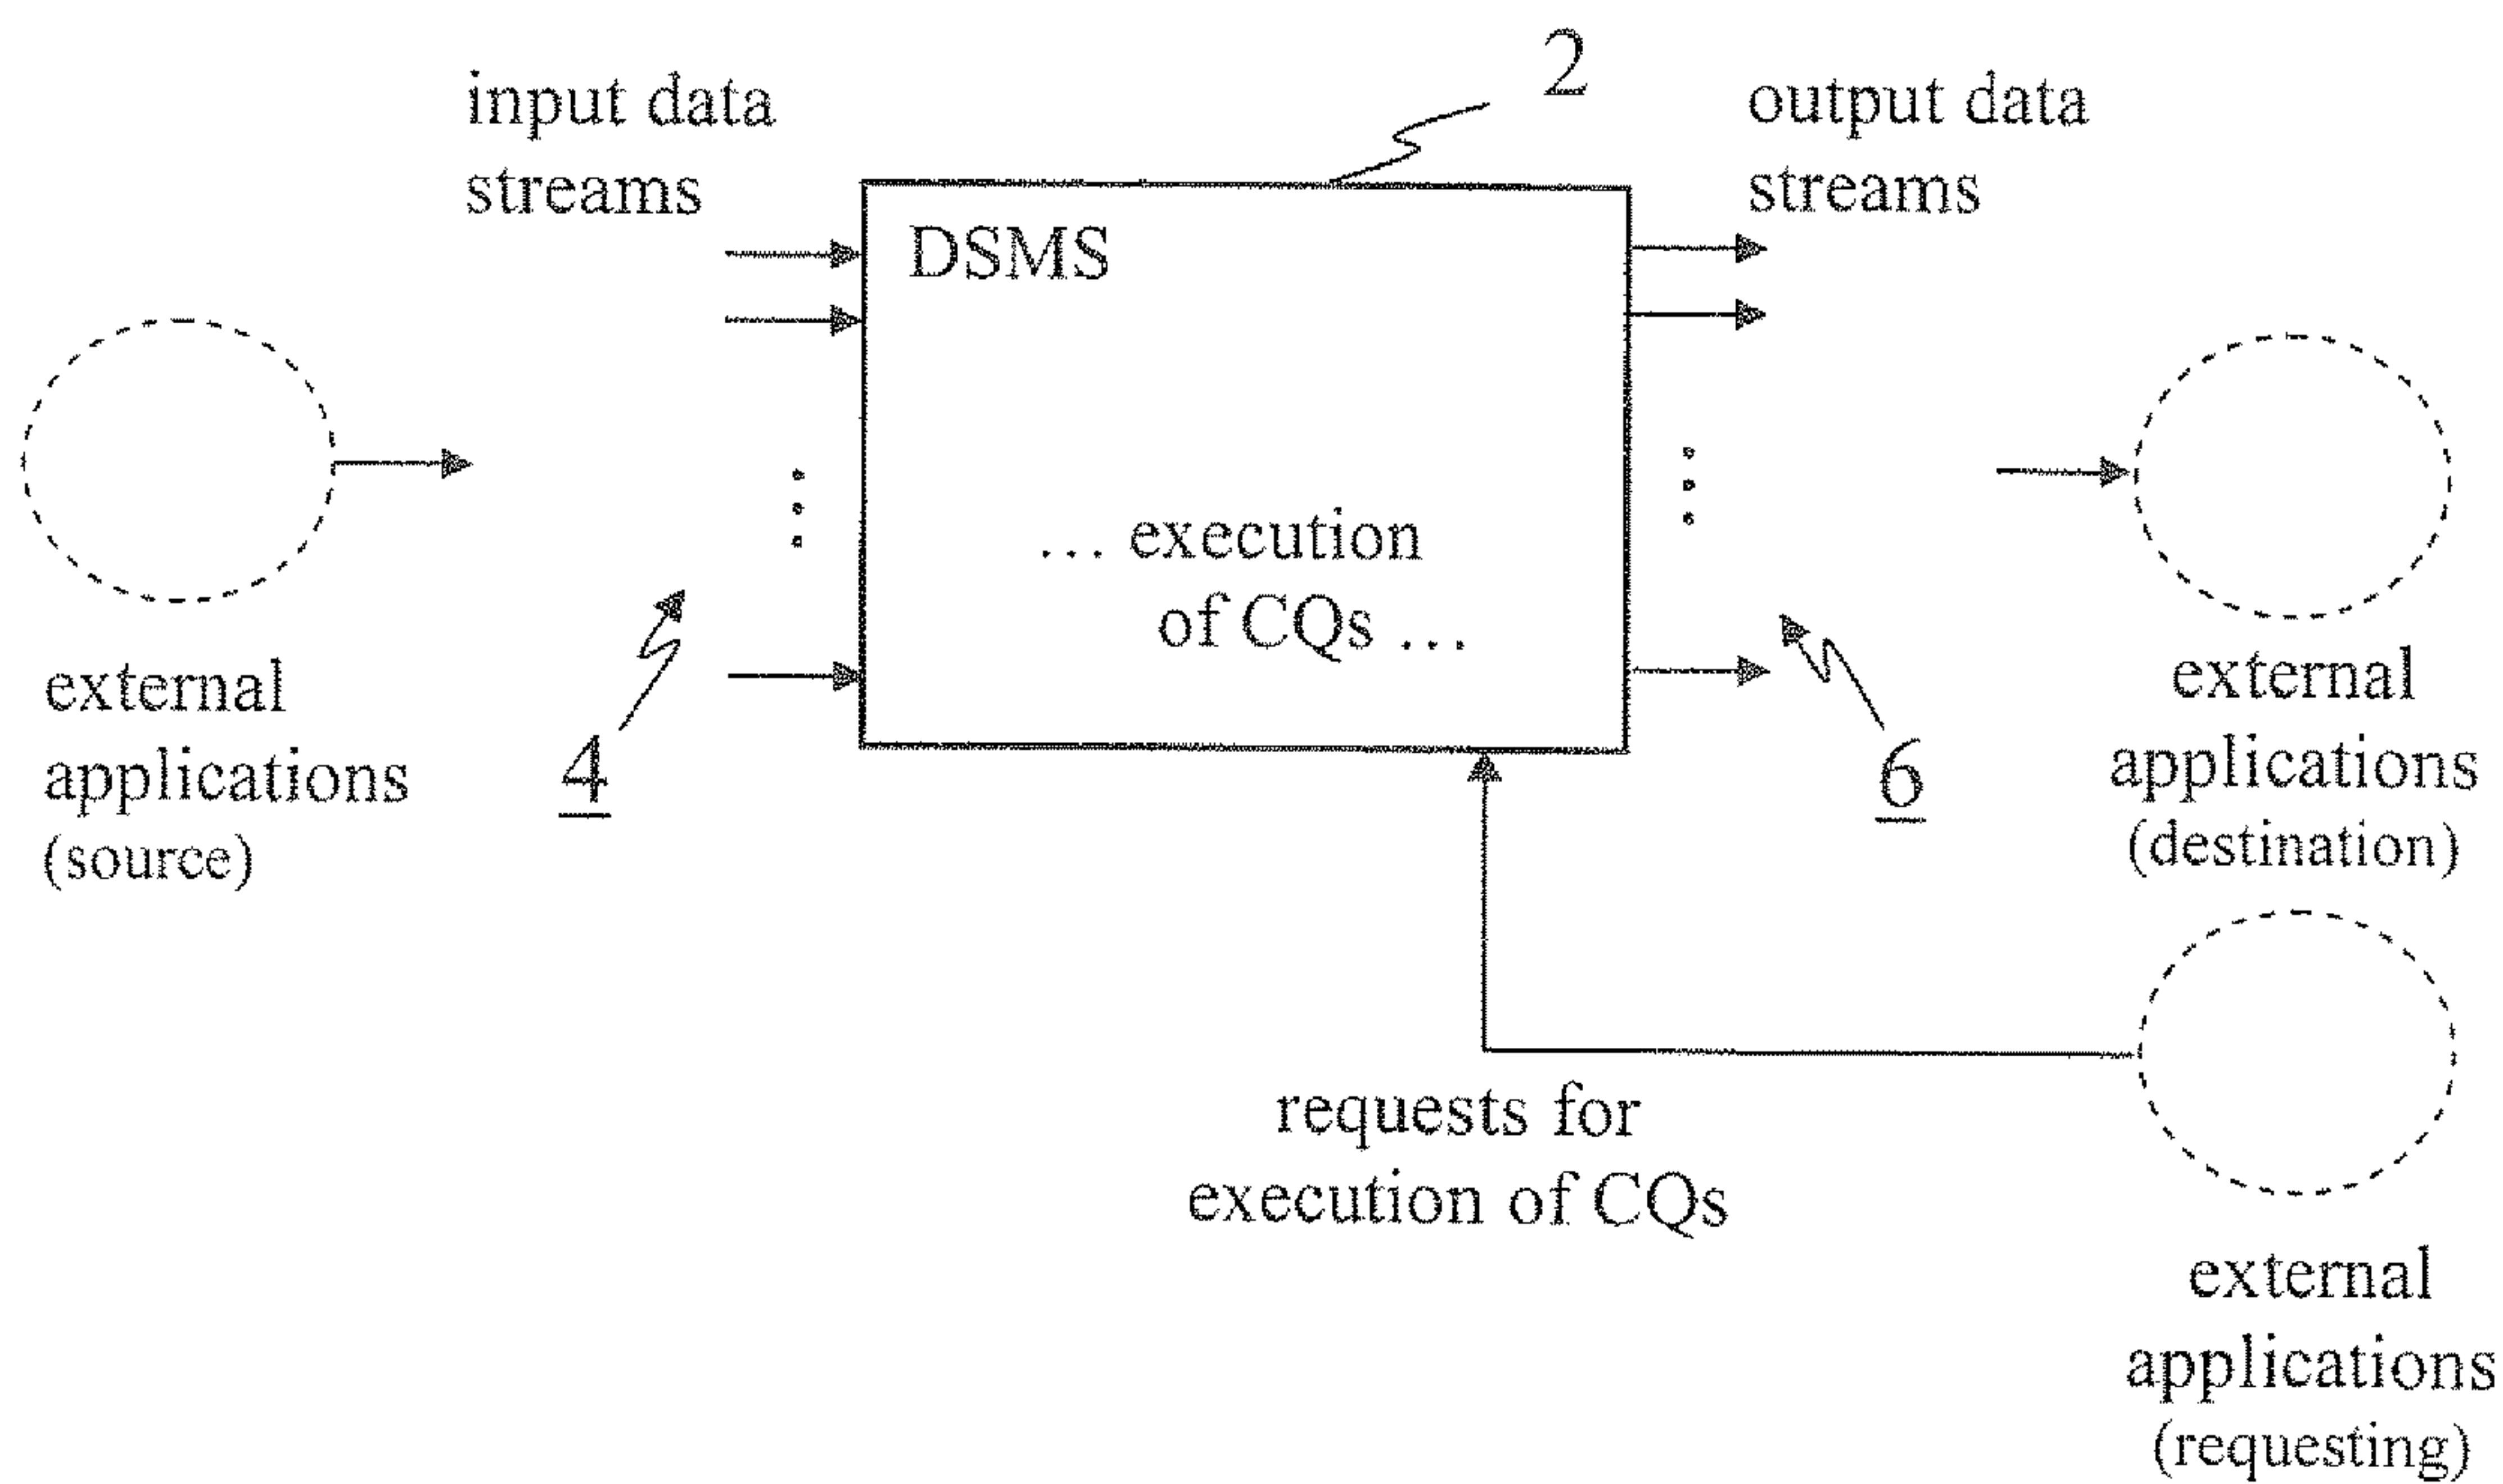 2
input data
streams
output data
streams
DSMS
... execution
of CQs ...
external
applications
(source)
4
6
external
applications
(destination)
requests for
execution of CQs
external
applications
(requesting)